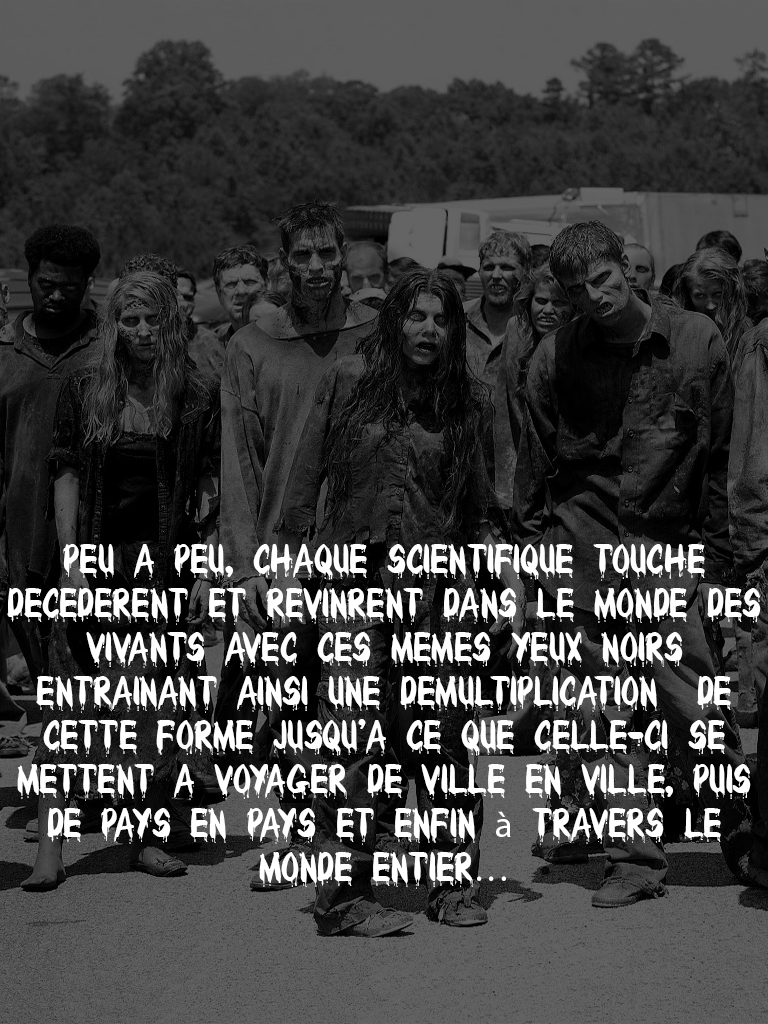 PEU A PEU, CHAQUE SCIENTIFIQUE TOUCHE
DECEDERENT ET REVINRENT DANS LE MONDE DES
VIVANTS AVEC CES MEMES YEUX NOIRS
ENTRAINANT AINSI UNE DEMULTIPLICATION DE
CETTE FORME JUSQU'A CE QUE CELLE-CI SE
METTENT A VOYAGER DE VILLE EN VILLE, PUIS
DE PAYS EN PAYS ET ENFIN à TRAVERS LE
MONDE ENTIER...